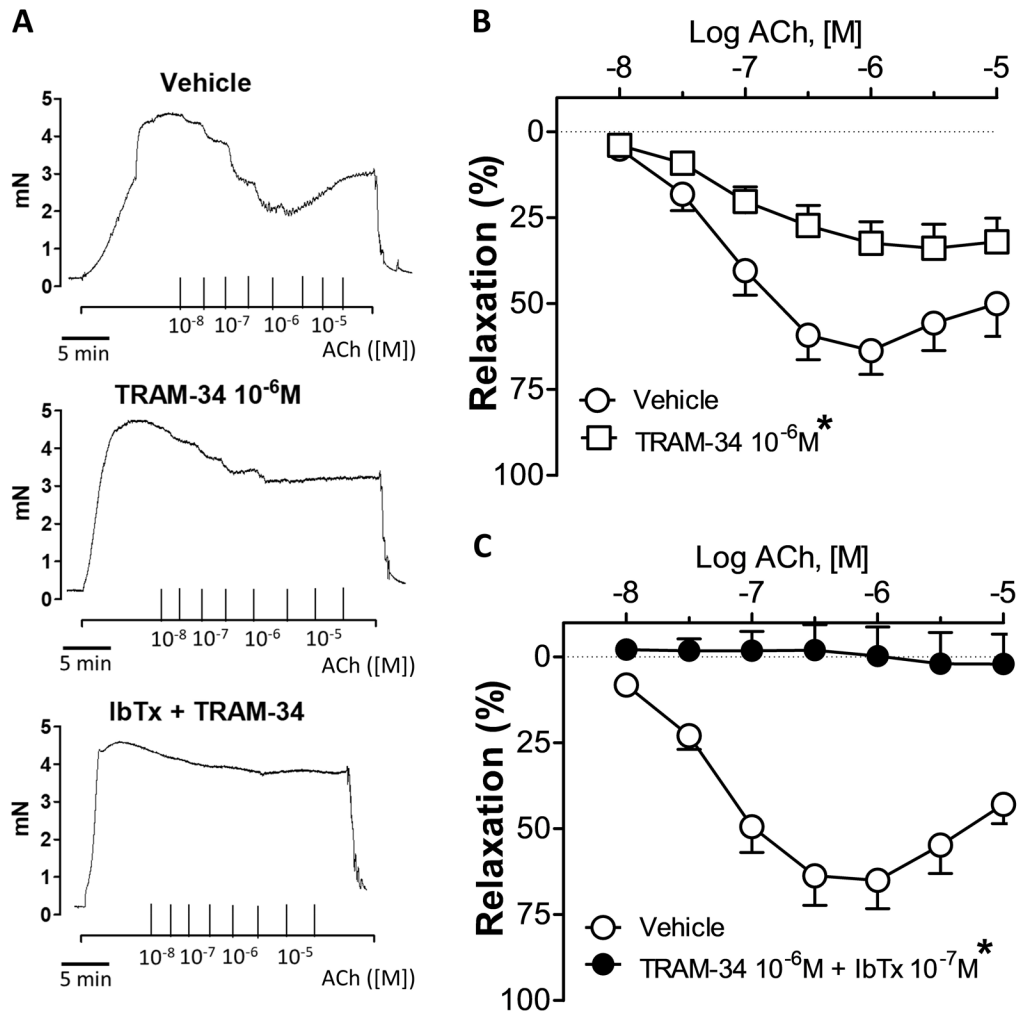 A
Vehicle
5
4
3
2
1
0
mN
10⁻⁸ 10⁻⁷ 10⁻⁶ 10⁻⁵
5 min
ACh ([M])
TRAM-34 10⁻⁶M
5
4
3
2
1
0
mN
10⁻⁸ 10⁻⁷ 10⁻⁶ 10⁻⁵
5 min
ACh ([M])
IbTx + TRAM-34
5
4
3
2
1
0
mN
10⁻⁸ 10⁻⁷ 10⁻⁶ 10⁻⁵
5 min
ACh ([M])
B
Log ACh, [M]
-8 -7 -6 -5
0
25
50
75
100
Relaxation (%)
Vehicle
TRAM-34 10⁻⁶M*
C
Log ACh, [M]
-8 -7 -6 -5
0
25
50
75
100
Relaxation (%)
Vehicle
TRAM-34 10⁻⁶M + IbTx 10⁻⁷M*